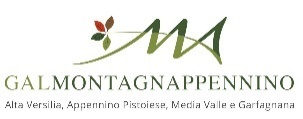 GALMONTAGNAPPENNINO
Alta Versilia, Appennino Pistoiese, Media Valle e Garfagnana